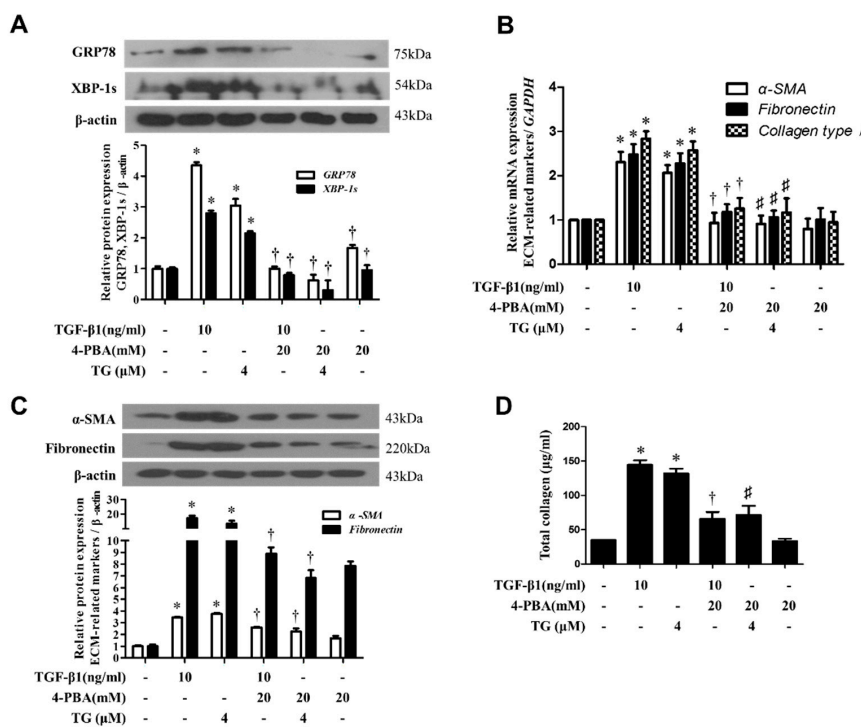 A
GRP78
75kDa
XBP-1s
54kDa
β-actin
43kDa
Relative protein expression
GRP78, XBP-1s / β-actin
5
4
3
2
1
0
GRP78
XBP-1s
* * * * † † † † † †
TGF-β1(ng/ml) - 10 - 10 - -
4-PBA(mM) - - - 20 20 20
TG (μM) - - 4 - 4 -
B
Relative mRNA expression
ECM-related markers/ GAPDH
4
3
2
1
0
α-SMA
Fibronectin
Collagen type
* * * * * * † † † ♯ ♯ ♯
TGF-β1(ng/ml) - 10 - 10 - -
4-PBA(mM) - - - 20 20 20
TG (μM) - - 4 - 4 -
C
α-SMA
43kDa
Fibronectin
220kDa
β-actin
43kDa
Relative protein expression
ECM-related markers / β-actin
30
20
10
9
8
7
6
5
4
3
2
1
0
α-SMA
Fibronectin
* * * * † † † †
TGF-β1(ng/ml) - 10 - 10 - -
4-PBA(mM) - - - 20 20 20
TG (μM) - - 4 - 4 -
D
Total collagen (μg/ml)
200
150
100
50
0
* * † ♯
TGF-β1(ng/ml) - 10 - 10 - -
4-PBA(mM) - - - 20 20 20
TG (μM) - - 4 - 4 -